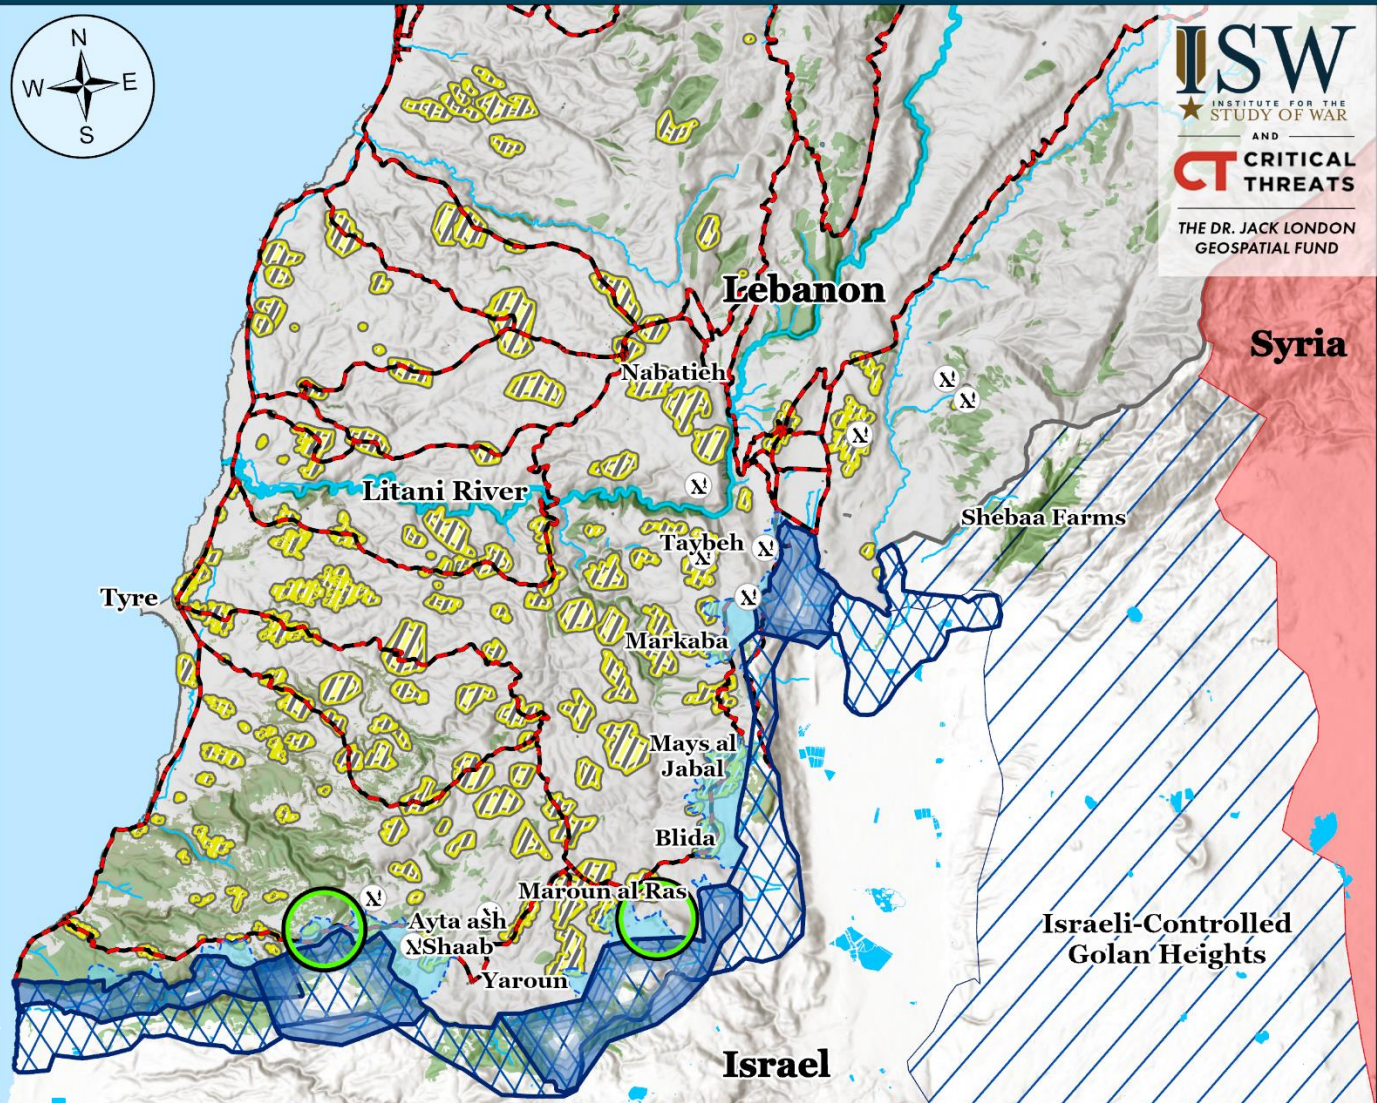 N
W E
S
ISW
INSTITUTE FOR THE
STUDY OF WAR
AND
CT CRITICAL
THREATS
THE DR. JACK LONDON
GEOSPATIAL FUND
Lebanon
Syria
Nabatieh
Litani River
Shebaa Farms
Taybeh
Tyre
Markaba
Mays al
Jabal
Blida
Maroun al Ras
Ayta ash
Shaab
Yaroun
Israeli-Controlled
Golan Heights
Israel